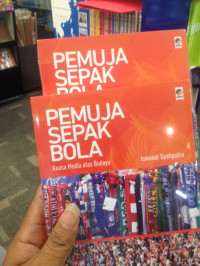 PEMUJA
SEPAK
BOLA
PEMUJA
SEPAK
BOLA
Kuasa Media atas Budaya
Iswandi Syahputra